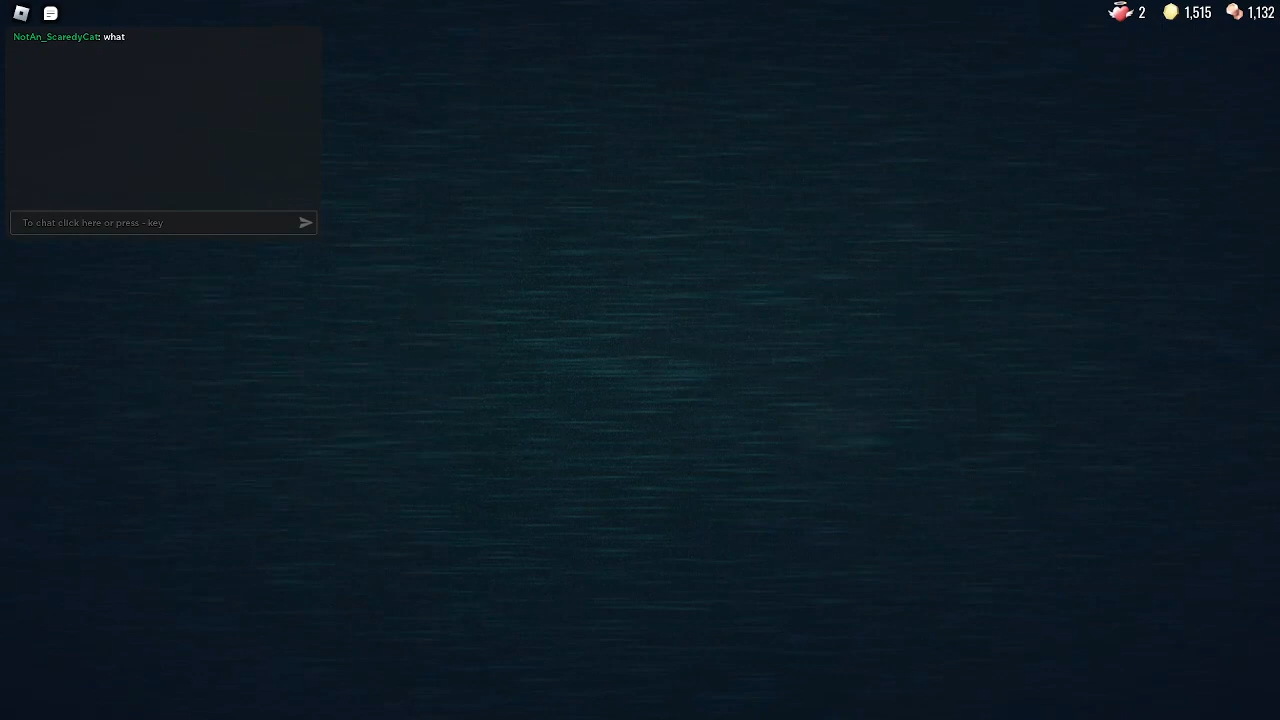 2 1,515 1,132
NotAn_ScaredyCat: what
To chat click here or press - key